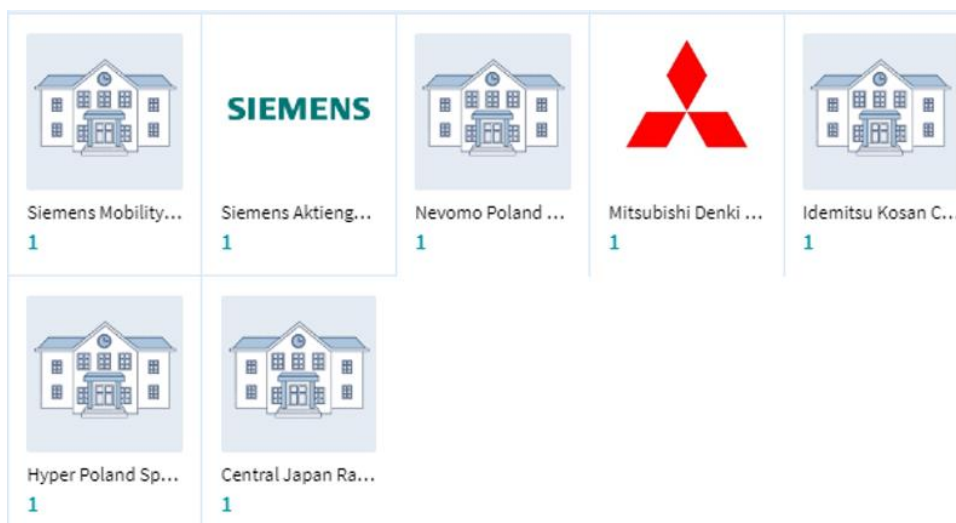 SIEMENS
Siemens Mobility...
Siemens Aktieng...
Nevomo Poland ...
Mitsubishi Denki ...
Idemitsu Kosan C...
1
1
1
1
1
Hyper Poland Sp...
Central Japan Ra...
1
1